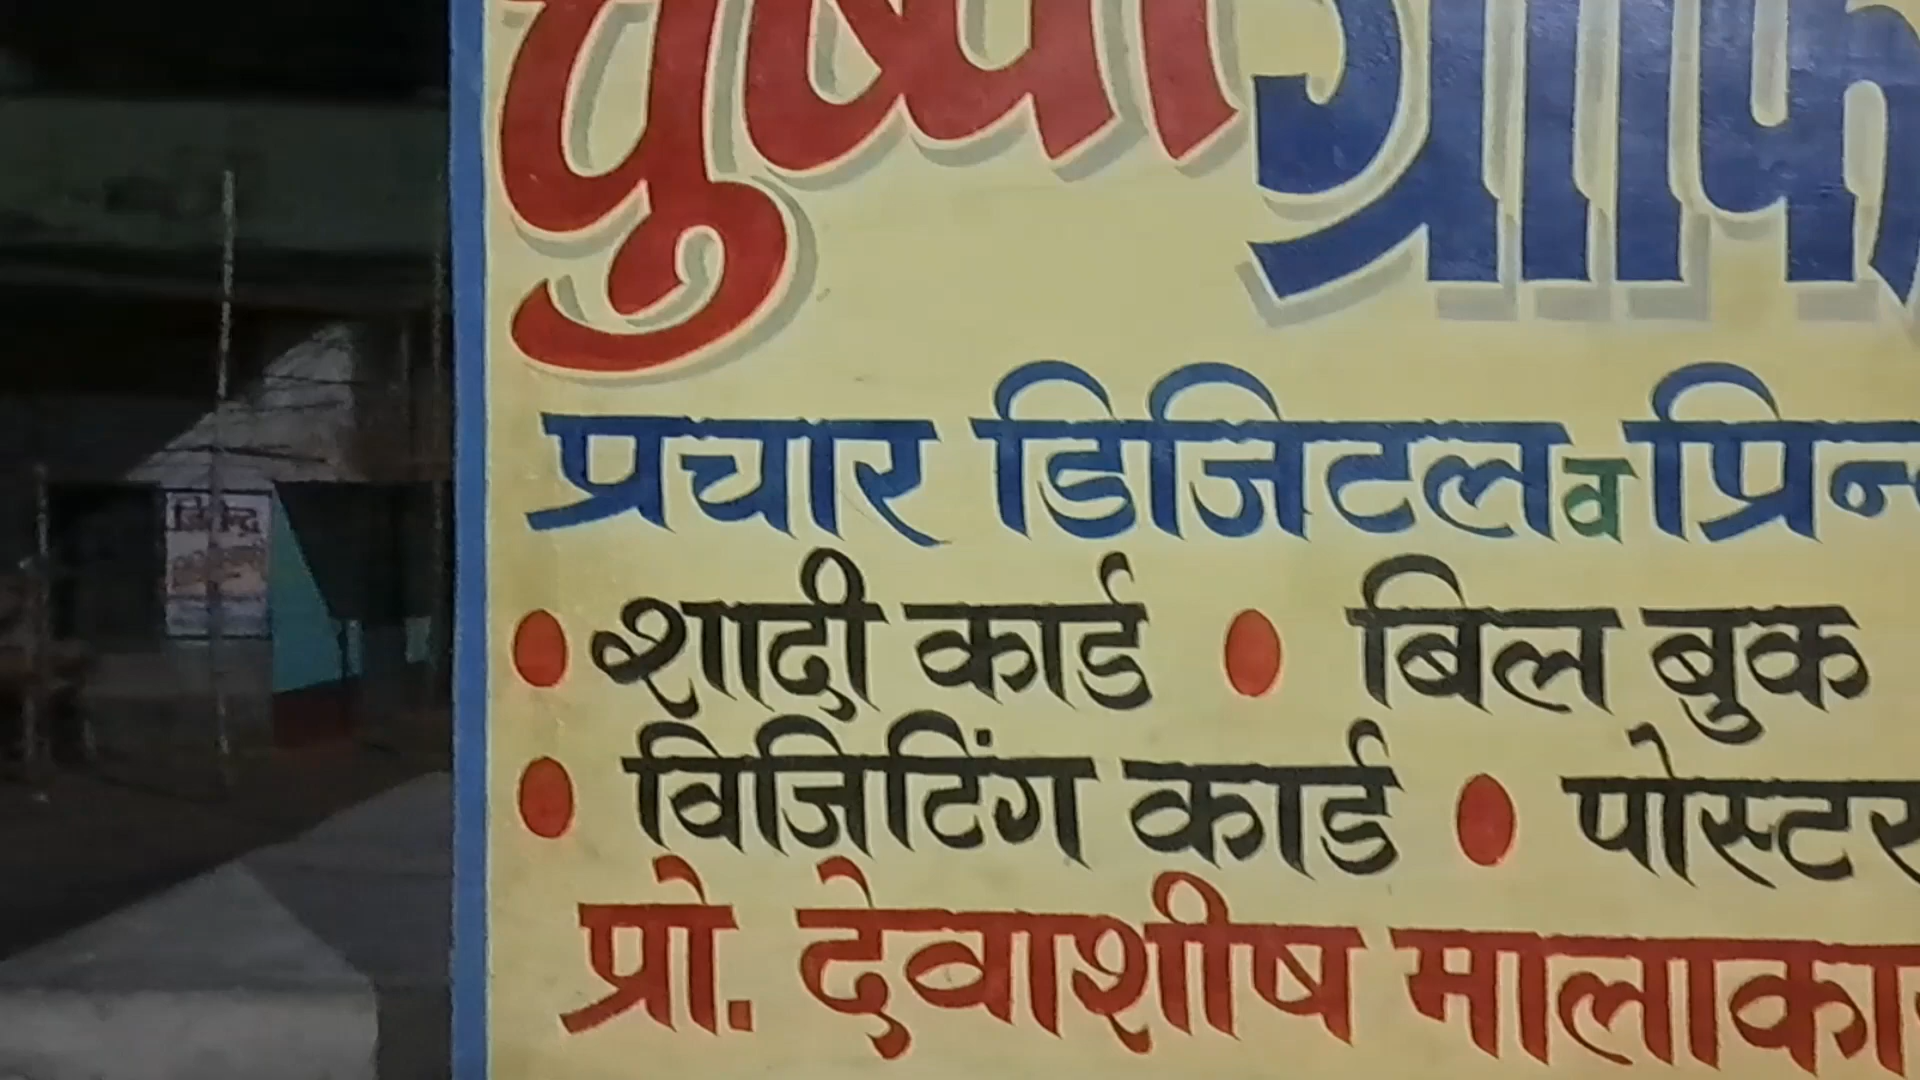 पुष्पा ग्राफि
प्रचार डिजिटल व प्रिन्
• शादी कार्ड • बिल बुक
• विजिटिंग कार्ड • पोस्टर
प्रो. देवाशीष मालाका